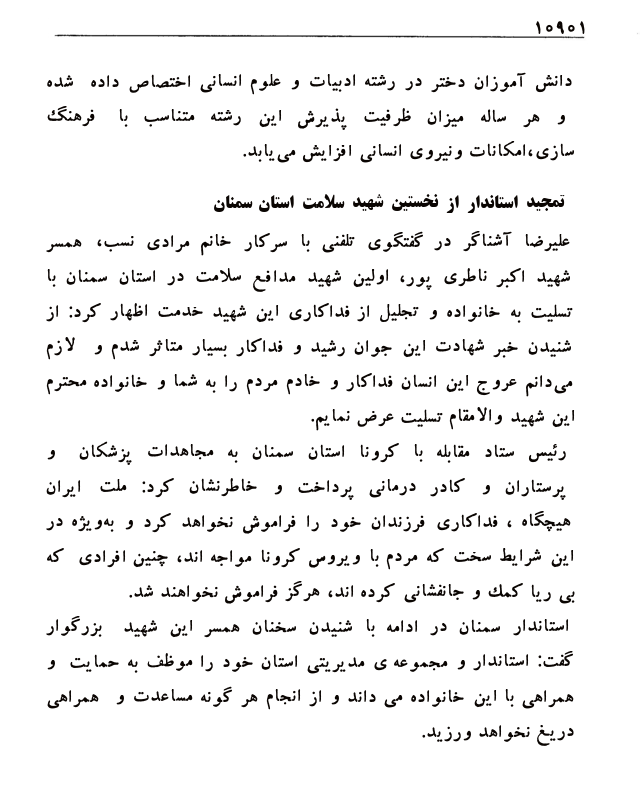 ۱۰۹۰۱
دانش آموزان دختر در رشته ادبیات و علوم انسانی اختصاص داده شده
و هر ساله میزان ظرفیت پذیرش این رشته متناسب با فرهنگ
سازی،امکانات ونیروی انسانی افزایش می‌یابد.
تمجید استاندار از نخستین شهید سلامت استان سمنان
علیرضا آشناگر در گفتگوی تلفنی با سرکار خانم مرادی نسب، همسر
شهید اکبر ناطری پور، اولین شهید مدافع سلامت در استان سمنان با
تسلیت به خانواده و تجلیل از فداکاری این شهید خدمت اظهار کرد: از
شنیدن خبر شهادت این جوان رشید و فداکار بسیار متاثر شدم و لازم
می‌دانم عروج این انسان فداکار و خادم مردم را به شما و خانواده محترم
این شهید والامقام تسلیت عرض نمایم.
رئیس ستاد مقابله با کرونا استان سمنان به مجاهدات پزشکان و
پرستاران و کادر درمانی پرداخت و خاطرنشان کرد: ملت ایران
هیچگاه ، فداکاری فرزندان خود را فراموش نخواهد کرد و به‌ویژه در
این شرایط سخت که مردم با ویروس کرونا مواجه اند، چنین افرادی که
بی ریا کمک و جانفشانی کرده اند، هرگز فراموش نخواهند شد.
استاندار سمنان در ادامه با شنیدن سخنان همسر این شهید بزرگوار
گفت: استاندار و مجموعه ی مدیریتی استان خود را موظف به حمایت و
همراهی با این خانواده می داند و از انجام هر گونه مساعدت و همراهی
دریغ نخواهد ورزید.